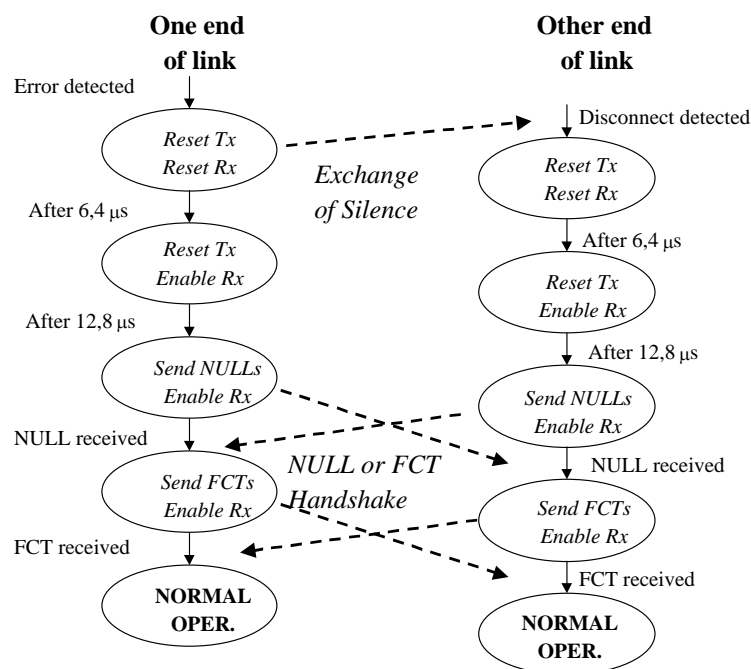 One end
of link
Error detected
Reset Tx
Reset Rx
After 6,4 μs
Reset Tx
Enable Rx
After 12,8 μs
Send NULLs
Enable Rx
NULL received
Send FCTs
Enable Rx
FCT received
NORMAL
OPER.
Exchange
of Silence
NULL or FCT
Handshake
Other end
of link
Disconnect detected
Reset Tx
Reset Rx
After 6,4 μs
Reset Tx
Enable Rx
After 12,8 μs
Send NULLs
Enable Rx
NULL received
Send FCTs
Enable Rx
FCT received
NORMAL
OPER.